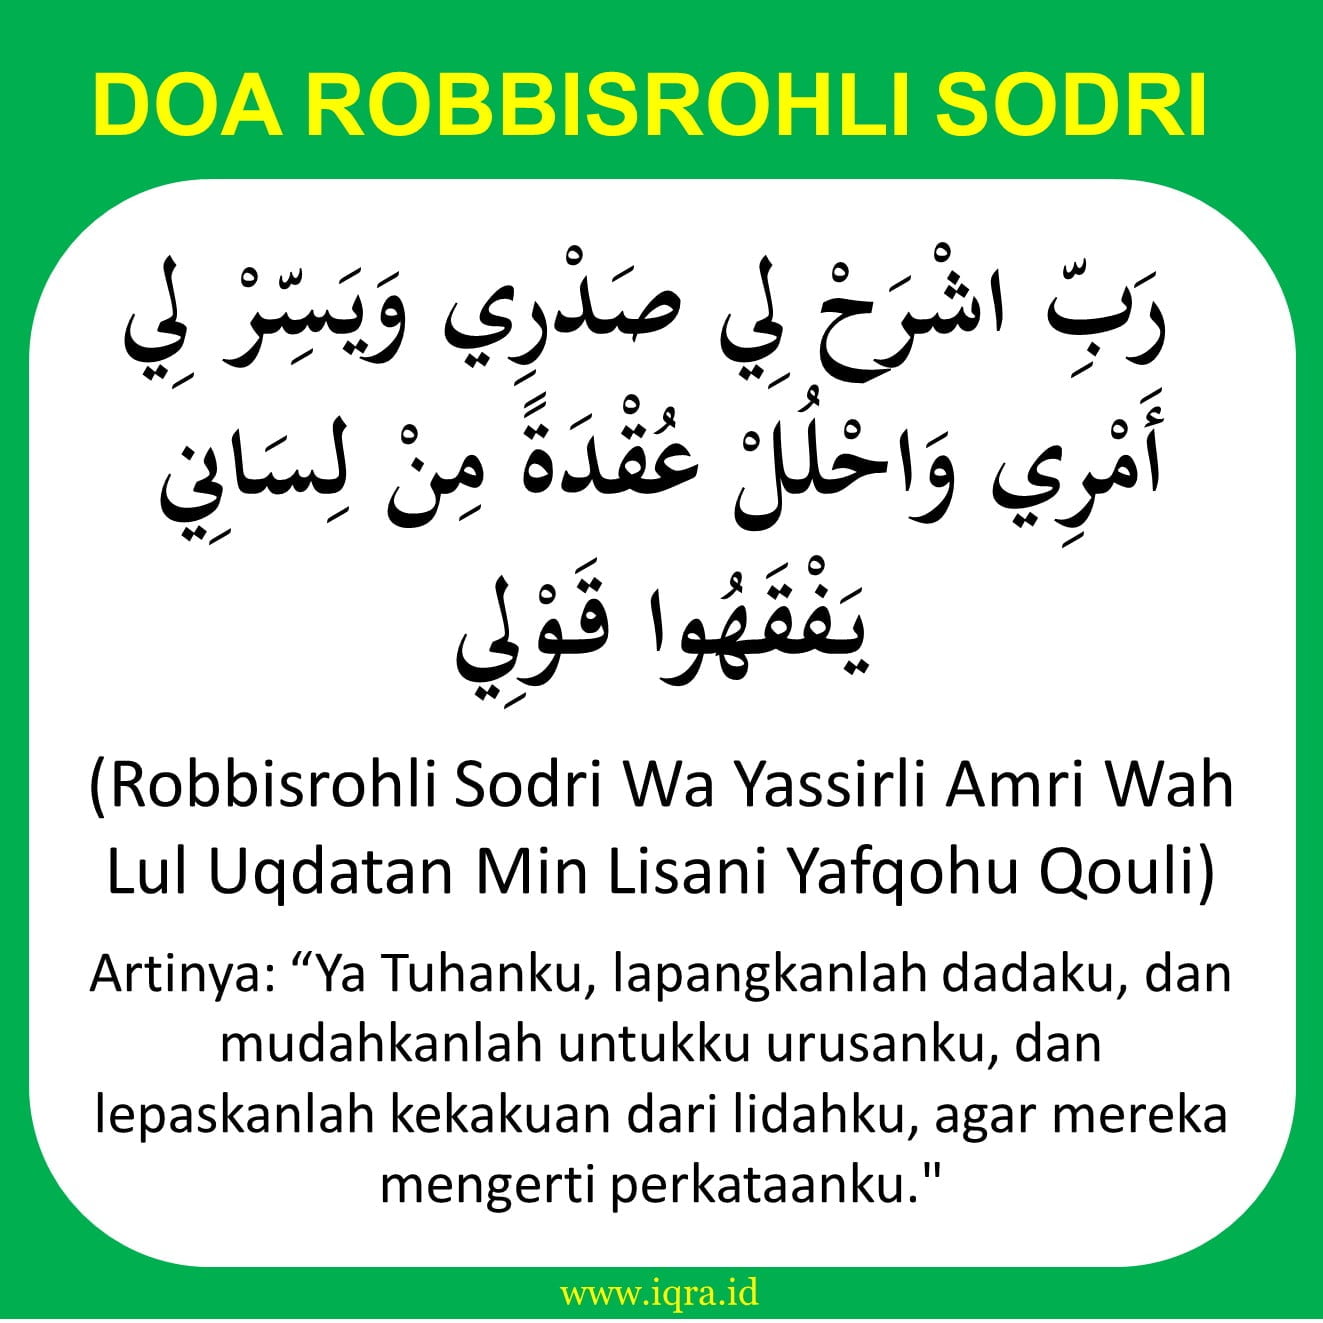 DOA ROBBISROHLI SODRI
رَبِّ اشْرَحْ لِي صَدْرِي وَيَسِّرْ لِي
أَمْرِي وَاحْلُلْ عُقْدَةً مِنْ لِسَانِي
يَفْقَهُوا قَوْلِي
(Robbisrohli Sodri Wa Yassirli Amri Wah
Lul Uqdatan Min Lisani Yafqohu Qouli)
Artinya: “Ya Tuhanku, lapangkanlah dadaku, dan
mudahkanlah untukku urusanku, dan
lepaskanlah kekakuan dari lidahku, agar mereka
mengerti perkataanku."
www.iqra.id